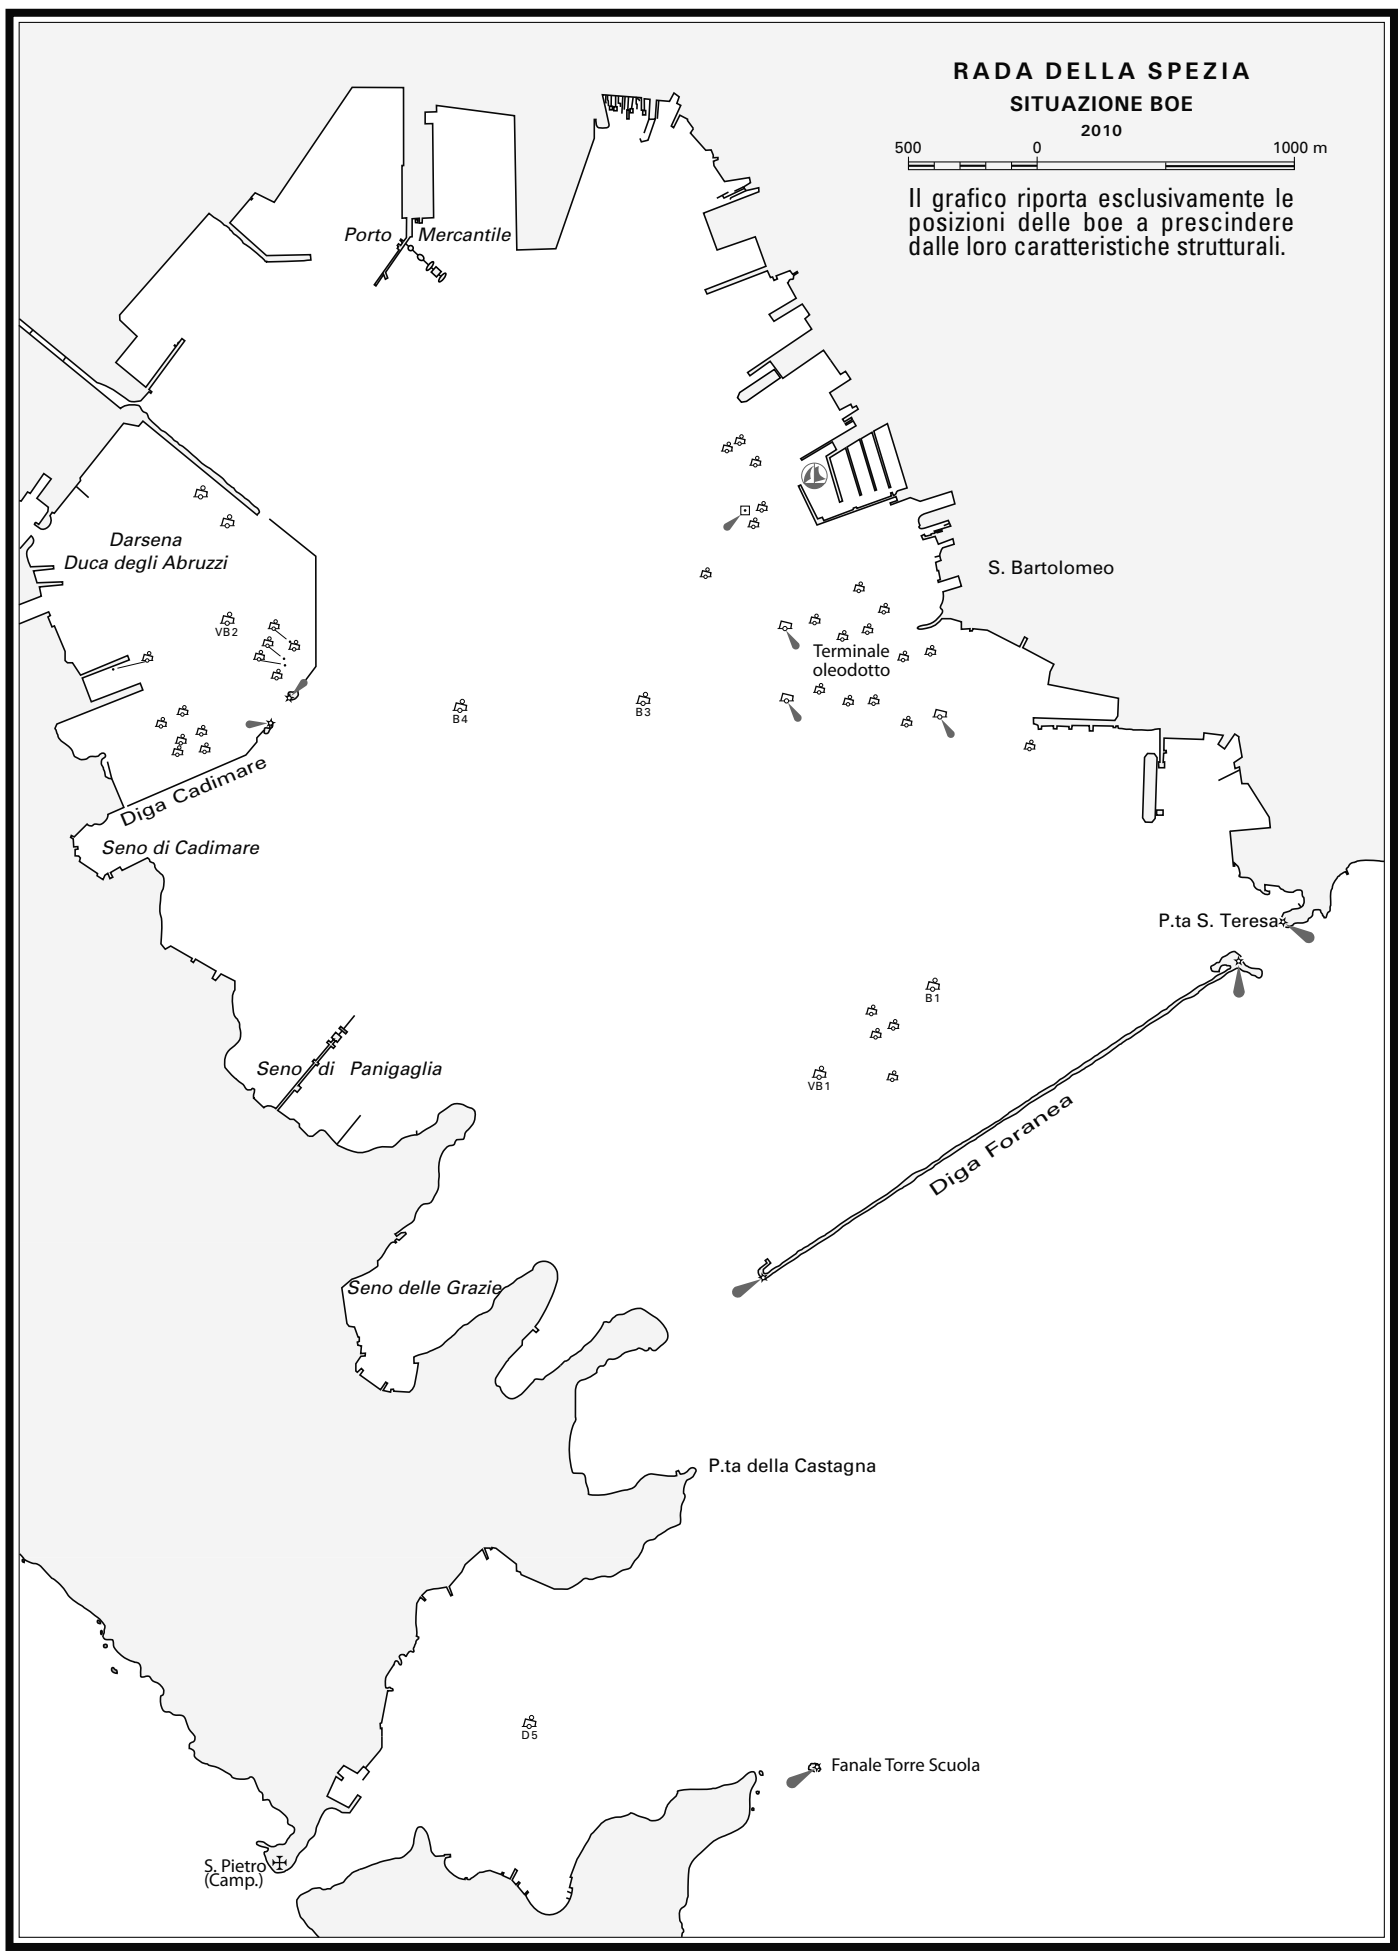 RADA DELLA SPEZIA
SITUAZIONE BOE
2010
500 0 1000 m
Il grafico riporta esclusivamente le
posizioni delle boe a prescindere
dalle loro caratteristiche strutturali.
Porto Mercantile
Darsena
Duca degli Abruzzi
S. Bartolomeo
VB2
Terminale
oleodotto
B4
B3
Diga Cadimare
Seno di Cadimare
P.ta S. Teresa
B1
Seno di Panigaglia
VB1
Diga Foranea
Seno delle Grazie
P.ta della Castagna
D5
Fanale Torre Scuola
S. Pietro
(Camp.)